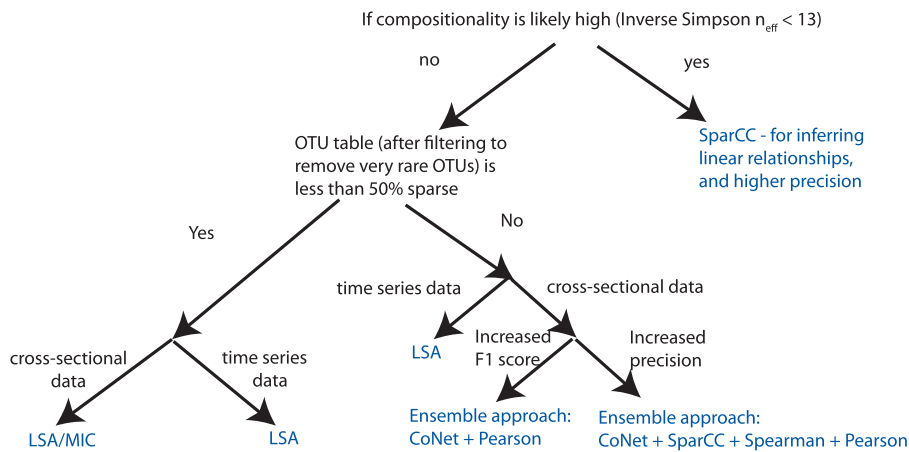 If compositionality is likely high (Inverse Simpson neff < 13)
no
yes
OTU table (after filtering to
remove very rare OTUs) is
less than 50% sparse
SparCC - for inferring
linear relationships,
and higher precision
Yes
No
time series data
cross-sectional data
cross-sectional
data
time series
data
LSA
Increased
F1 score
Increased
precision
LSA/MIC
LSA
Ensemble approach:
CoNet + Pearson
Ensemble approach:
CoNet + SparCC + Spearman + Pearson